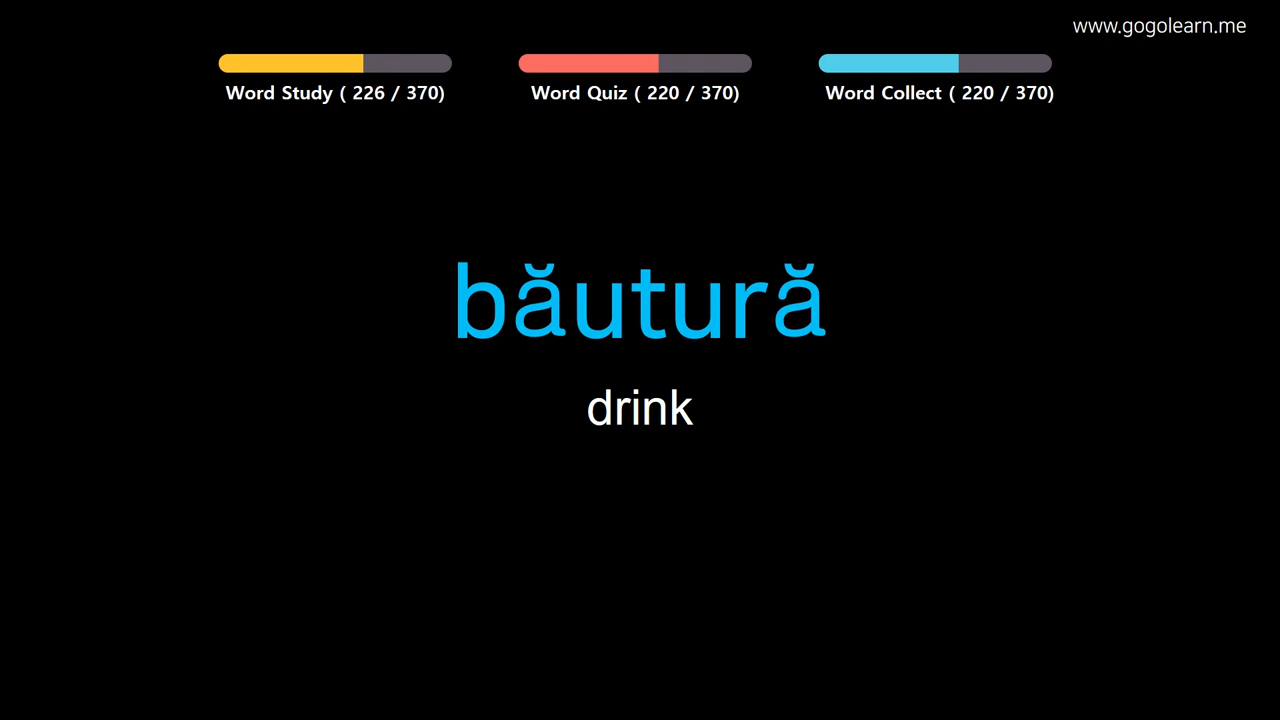 www.gogolearn.me
Word Study ( 226 / 370)
Word Quiz ( 220 / 370)
Word Collect ( 220 / 370)
băutură
drink